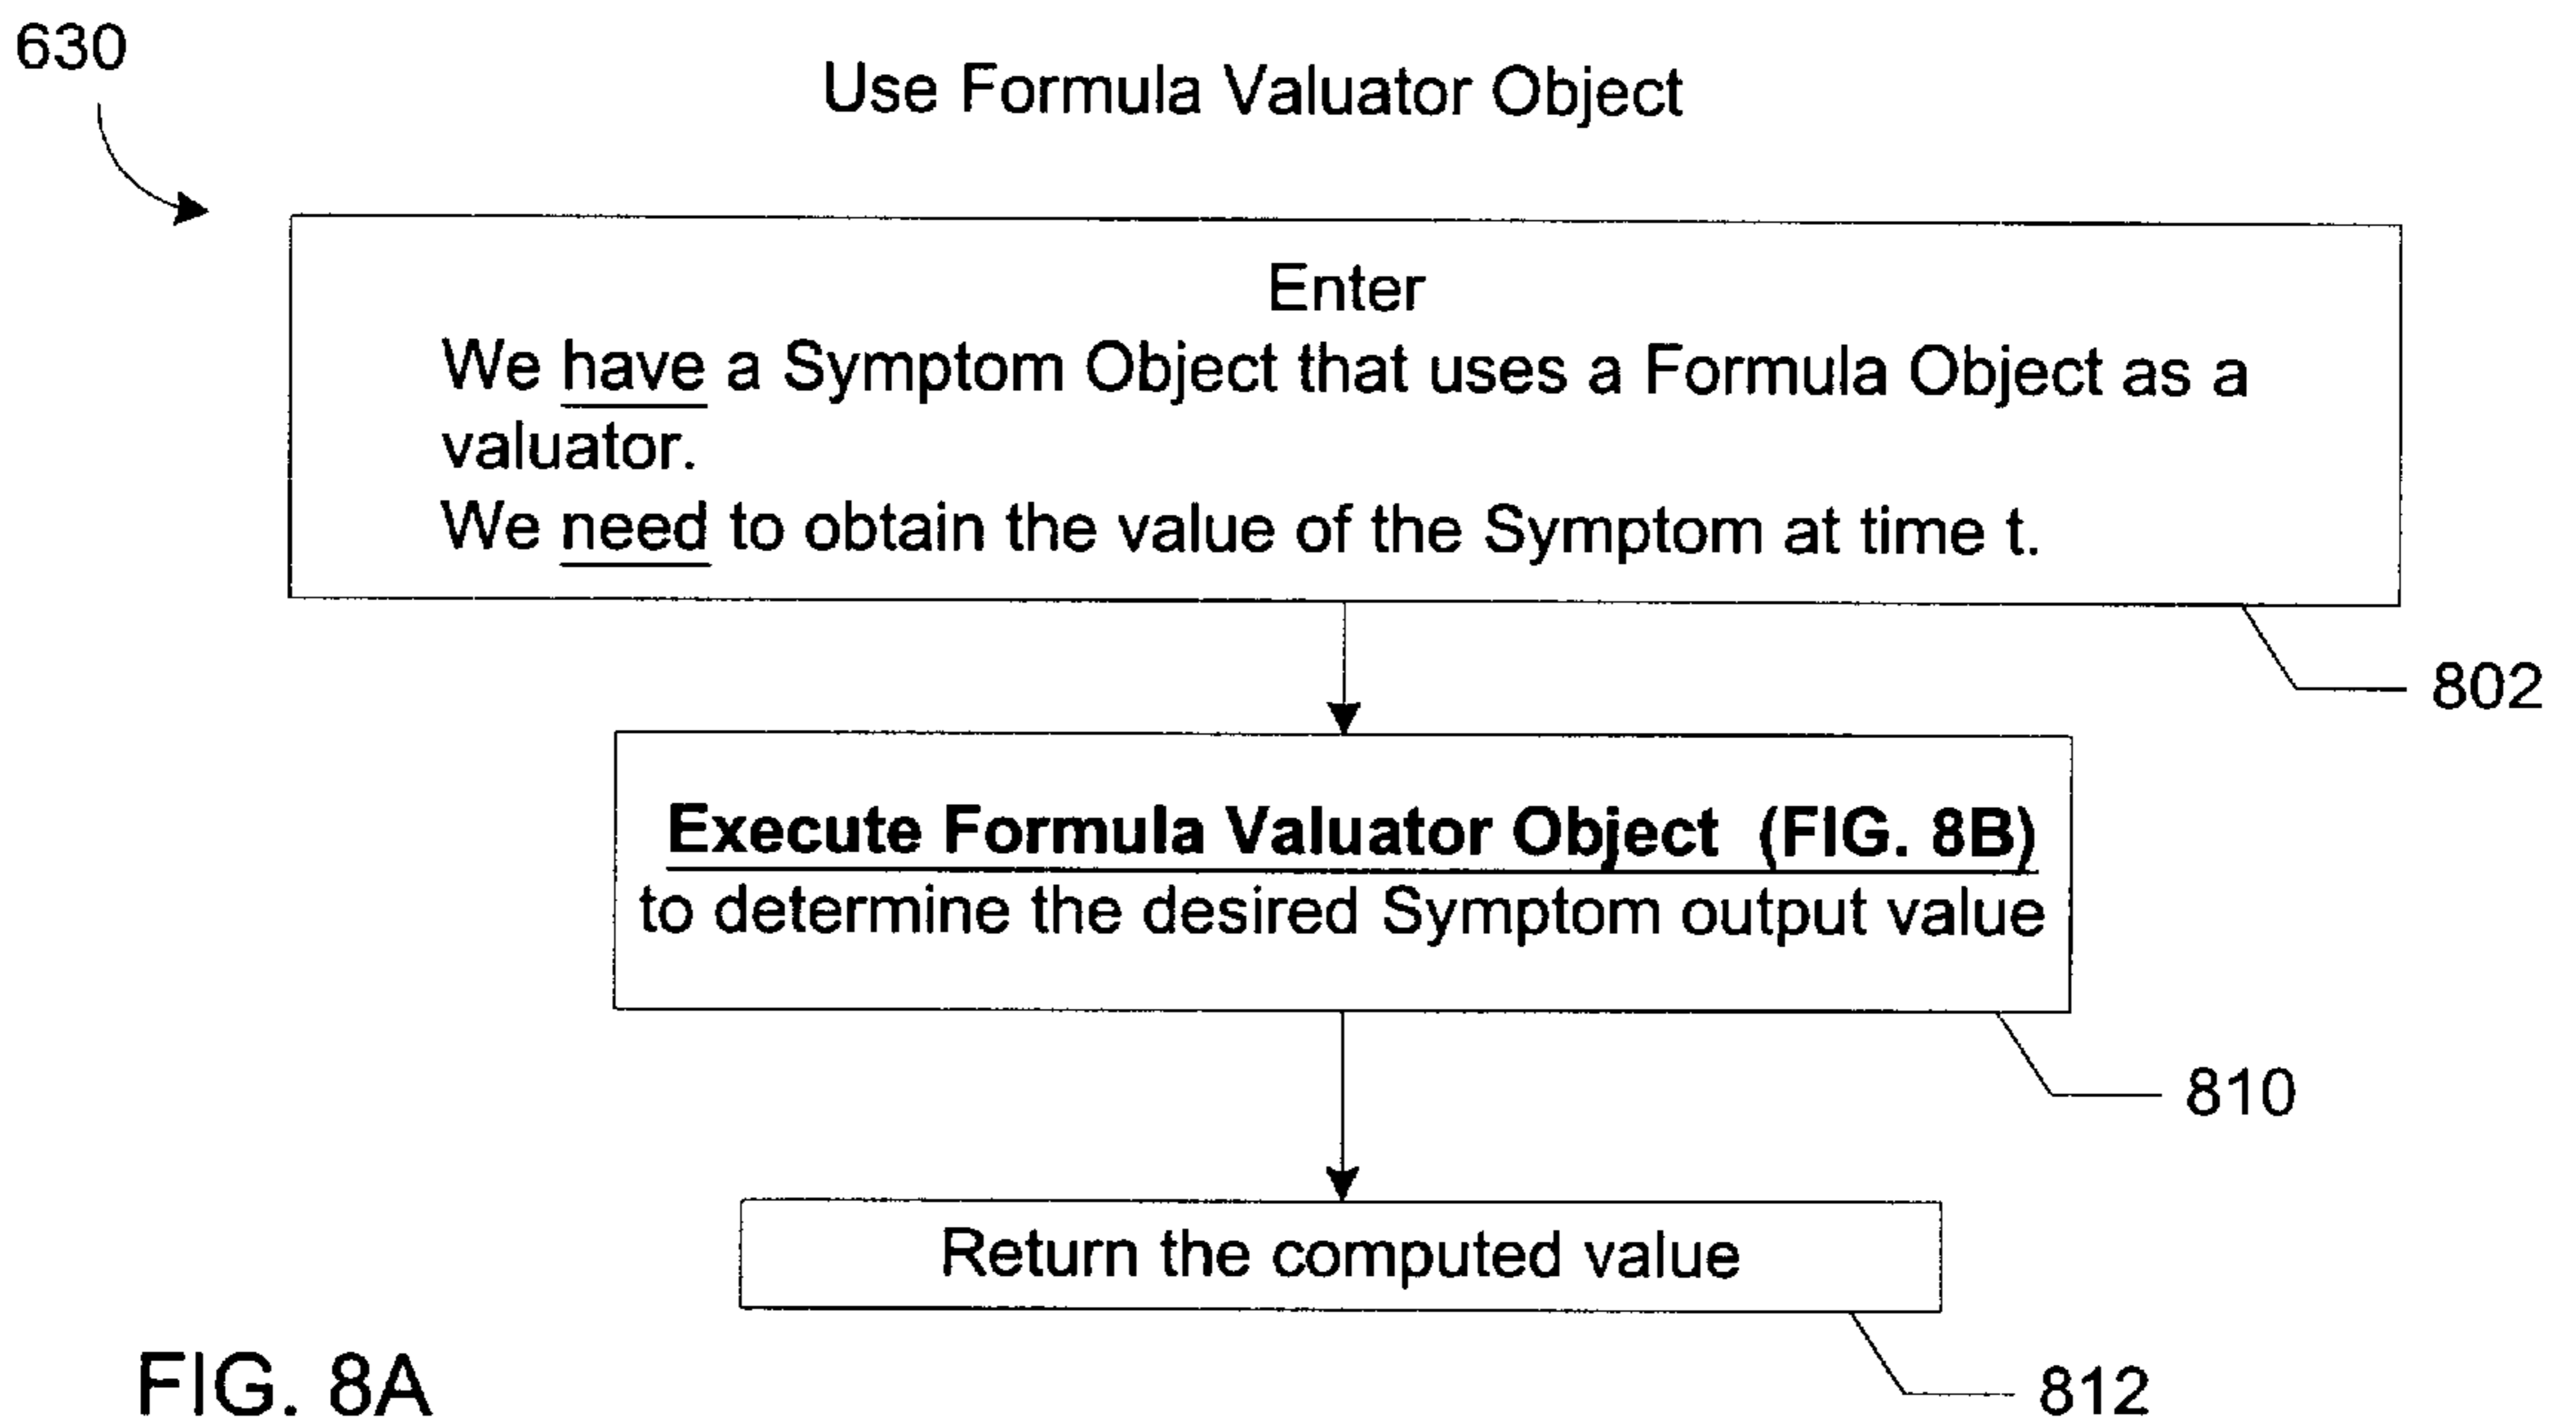 630
Use Formula Valuator Object
Enter
We have a Symptom Object that uses a Formula Object as a
valuator.
We need to obtain the value of the Symptom at time t.
802
Execute Formula Valuator Object (FIG. 8B)
to determine the desired Symptom output value
810
Return the computed value
812
FIG. 8A